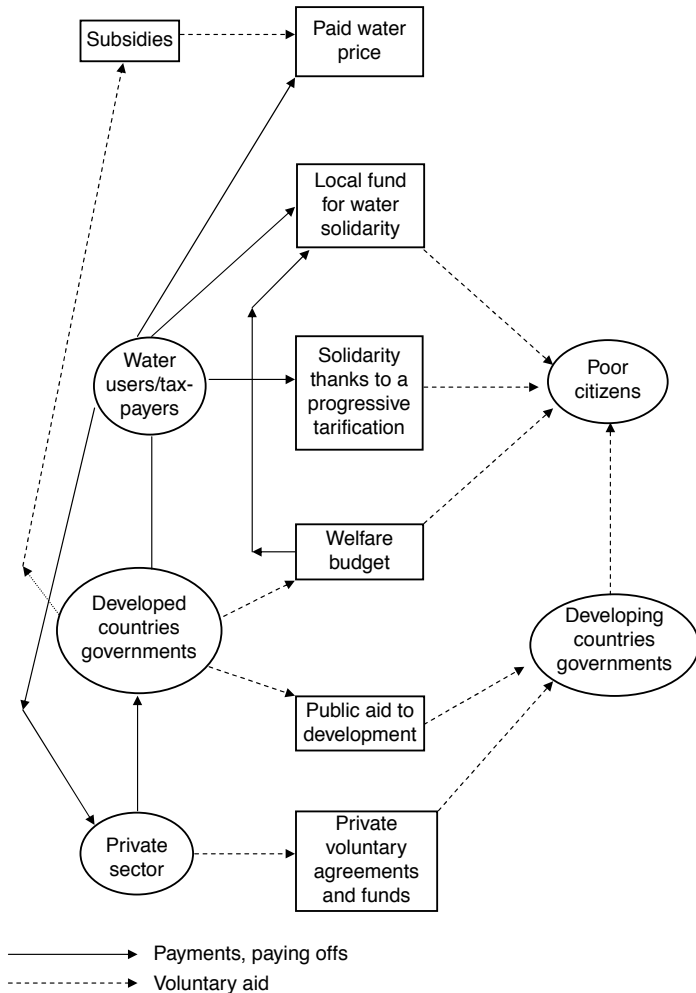 Subsidies
Paid water
price
Local fund
for water
solidarity
Water
users/tax-
payers
Solidarity
thanks to a
progressive
tarification
Poor
citizens
Welfare
budget
Developed
countries
governments
Developing
countries
governments
Public aid to
development
Private
sector
Private
voluntary
agreements
and funds
Payments, paying offs
Voluntary aid